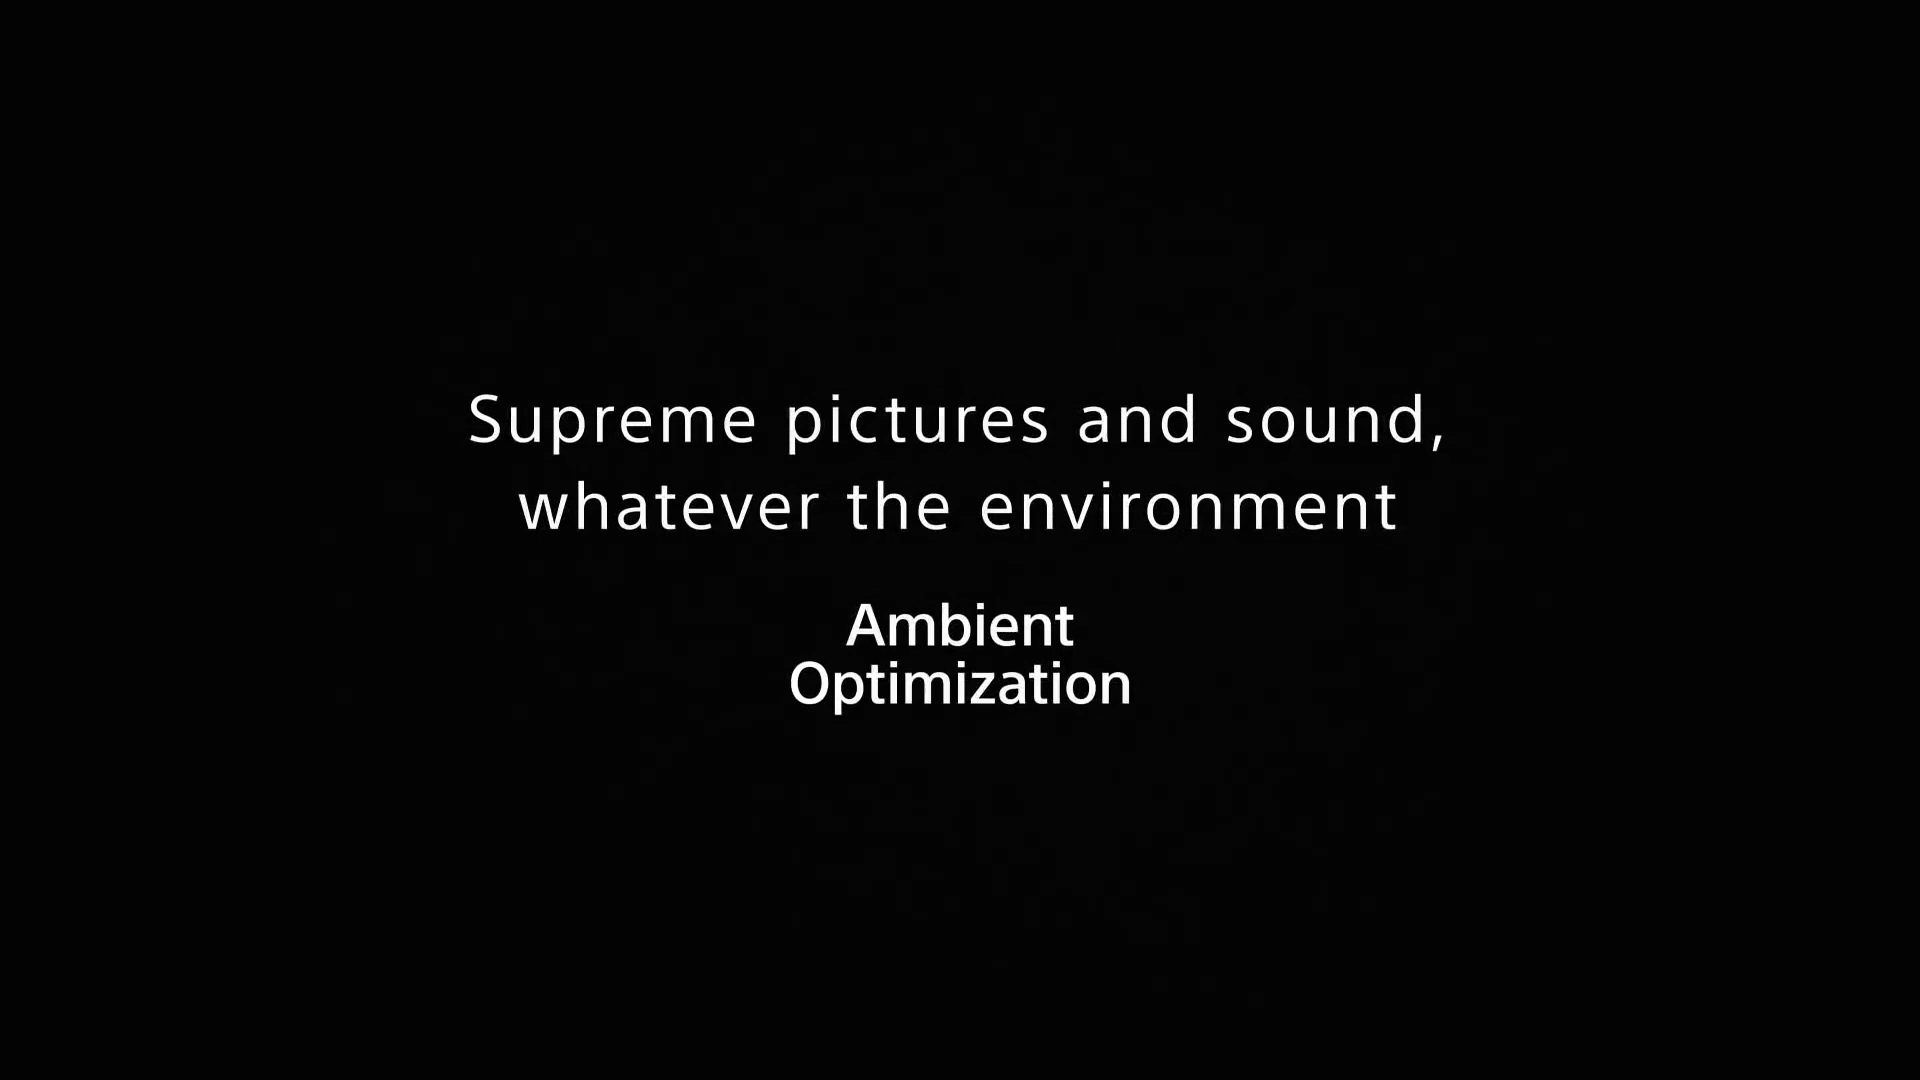 Supreme pictures and sound,
whatever the environment
Ambient
Optimization